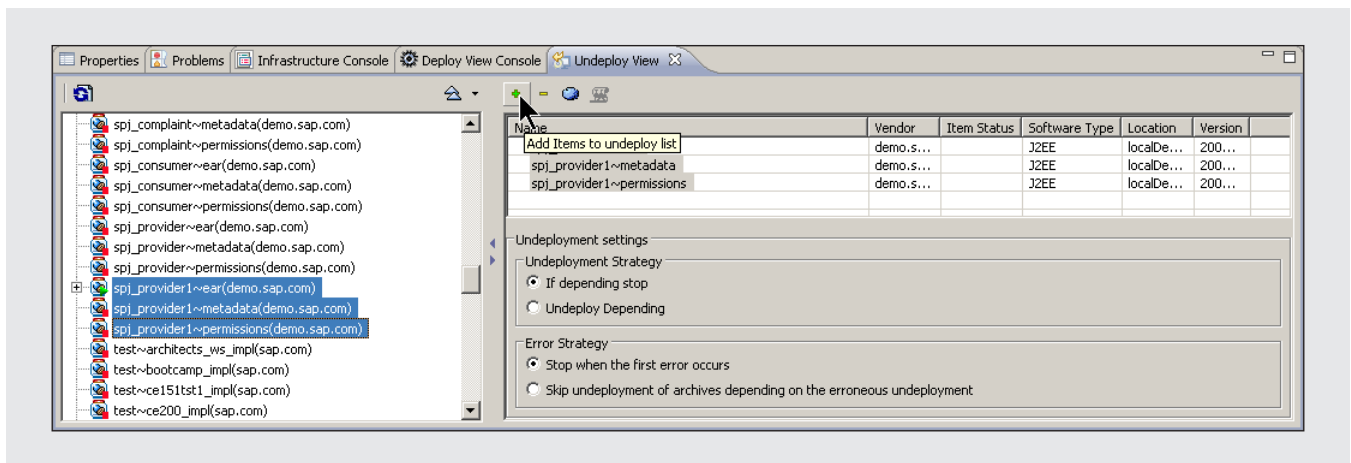 Properties Problems Infrastructure Console Deploy View Console Undeploy View
spj_complaint~metadata(demo.sap.com)
spj_complaint~permissions(demo.sap.com)
spj_consumer~ear(demo.sap.com)
spj_consumer~metadata(demo.sap.com)
spj_consumer~permissions(demo.sap.com)
spj_provider~ear(demo.sap.com)
spj_provider~metadata(demo.sap.com)
spj_provider~permissions(demo.sap.com)
spj_provider1~ear(demo.sap.com)
spj_provider1~metadata(demo.sap.com)
spj_provider1~permissions(demo.sap.com)
test~architects_ws_impl(sap.com)
test~bootcamp_impl(sap.com)
test~ce151tst1_impl(sap.com)
test~ce200_impl(sap.com)
Name Vendor Item Status Software Type Location Version
Add Items to undeploy list
demo.s... J2EE localDe... 200...
spj_provider1~metadata demo.s... J2EE localDe... 200...
spj_provider1~permissions demo.s... J2EE localDe... 200...
Undeployment settings
Undeployment Strategy
If depending stop
Undeploy Depending
Error Strategy
Stop when the first error occurs
Skip undeployment of archives depending on the erroneous undeployment